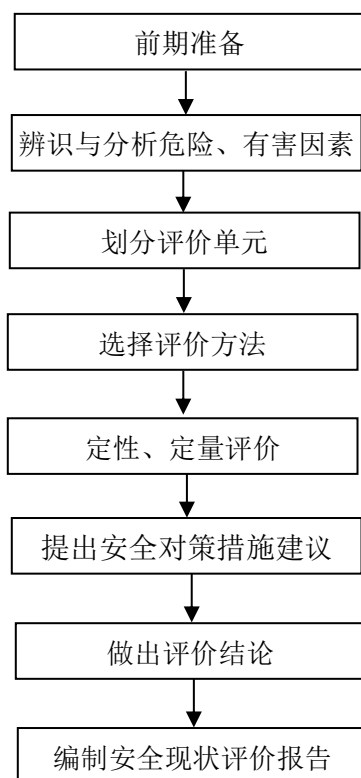 前期准备
辨识与分析危险、有害因素
划分评价单元
选择评价方法
定性、定量评价
提出安全对策措施建议
做出评价结论
编制安全现状评价报告